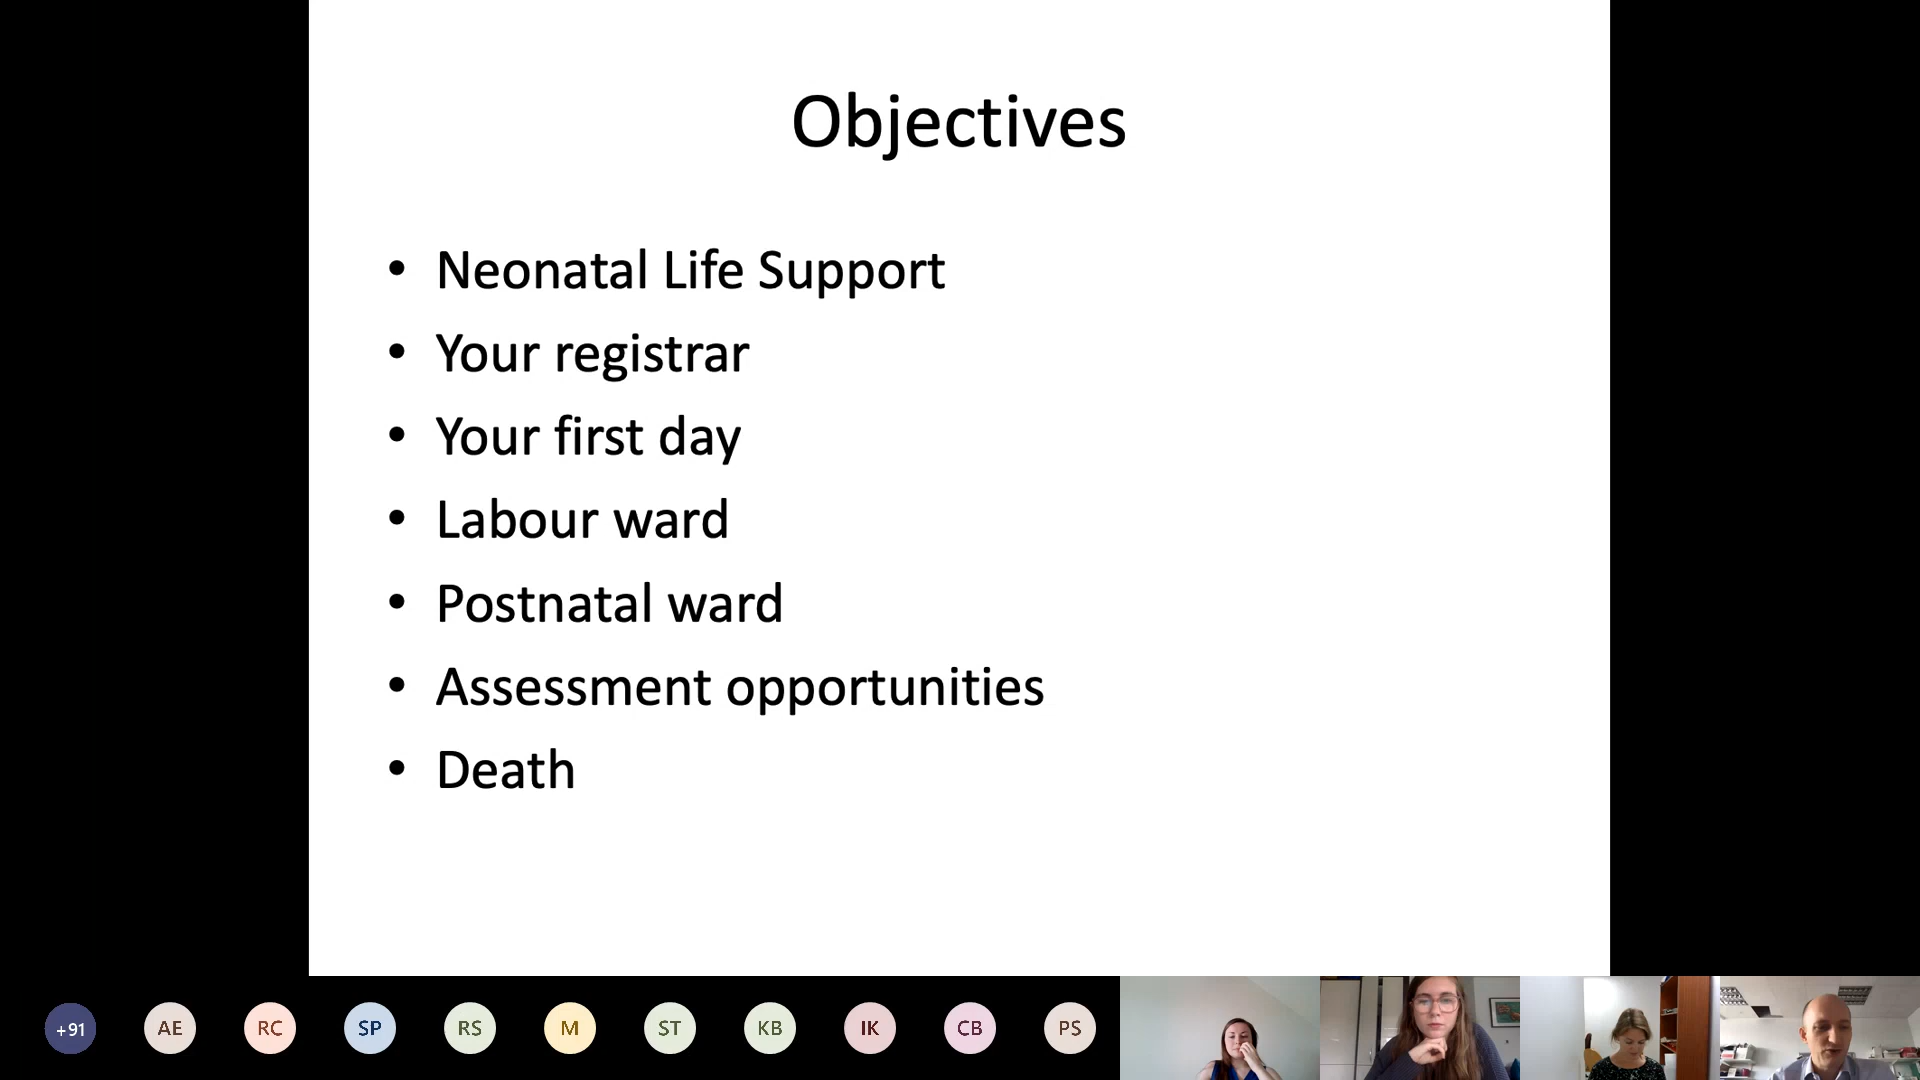 Objectives
• Neonatal Life Support
• Your registrar
• Your first day
• Labour ward
• Postnatal ward
• Assessment opportunities
• Death
+91 AE RC SP RS M ST KB IK CB PS